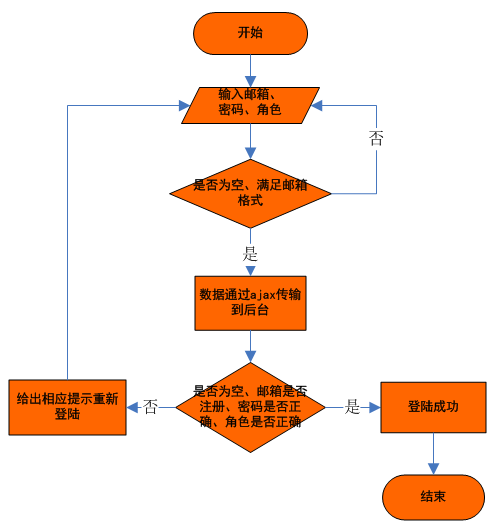 开始
输入邮箱、
密码、角色
否
是否为空、满足邮箱
格式
是
数据通过ajax传输
到后台
给出相应提示重新
登陆
否
是否为空、邮箱是否
注册、密码是否正
确、角色是否正确
是
登陆成功
结束